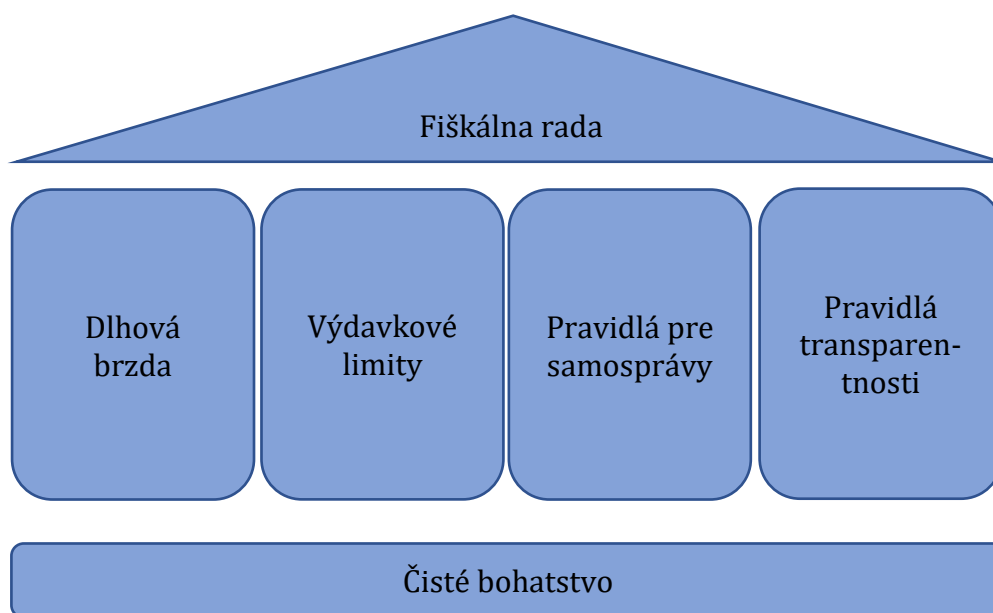 Fiškálna rada
Dlhová
brzda
Výdavkové
limity
Pravidlá pre
samosprávy
Pravidlá
transparen-
tnosti
Čisté bohatstvo